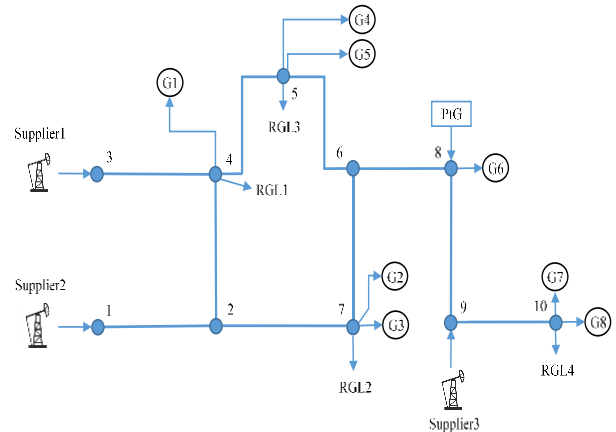 G4
G5
G1
5
Supplier1
RGL3
PtG
3
4
6
8
G6
RGL1
Supplier2
G2
G7
1
2
7
G3
9
10
G8
RGL2
RGL4
Supplier3